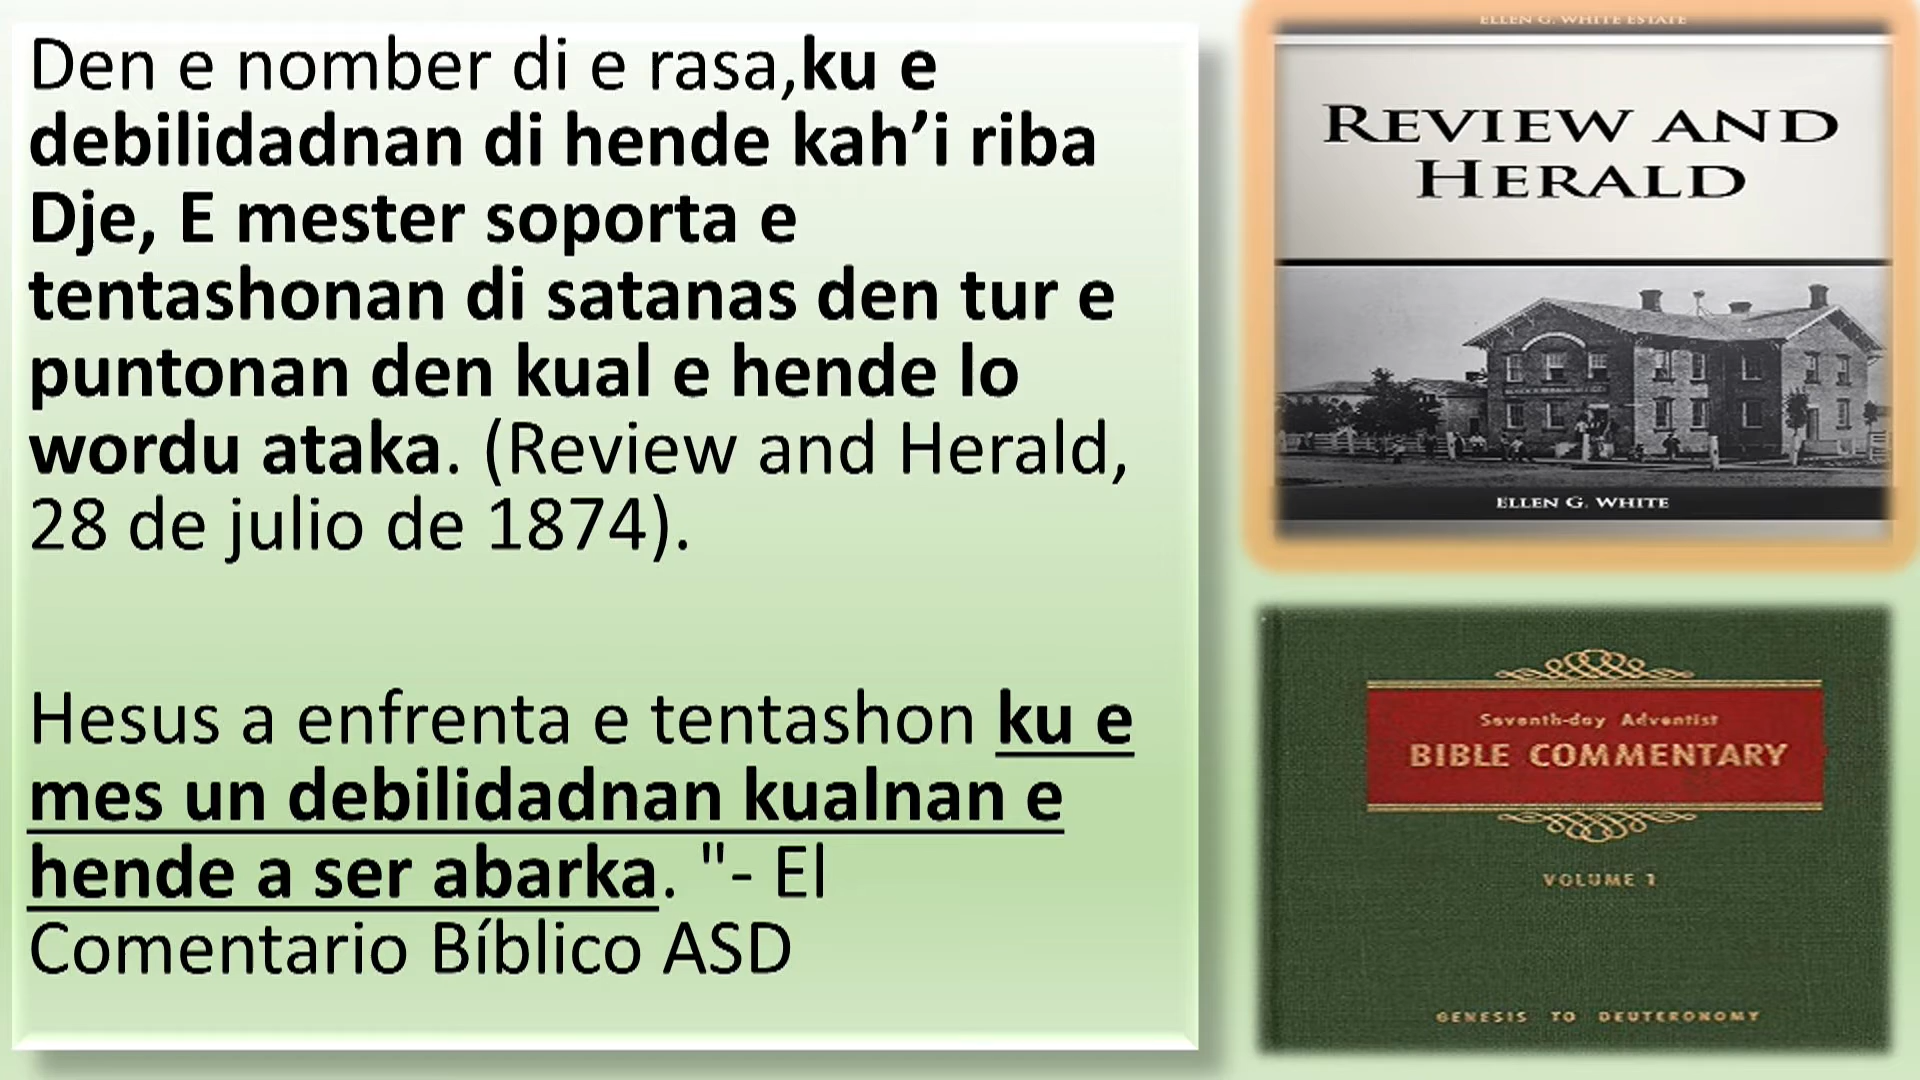 Den e nomber di e rasa,ku e
debilidadnan di hende kah’i riba
Dje, E mester soporta e
tentashonan di satanas den tur e
puntonan den kual e hende lo
wordu ataka. (Review and Herald,
28 de julio de 1874).
Hesus a enfrenta e tentashon ku e
mes un debilidadnan kualnan e
hende a ser abarka. "- El
Comentario Bíblico ASD
ELLEN G. WHITE ESTATE
REVIEW AND
HERALD
ELLEN G. WHITE
Seventh-day Adventist
BIBLE COMMENTARY
VOLUME 1
GENESIS TO DEUTERONOMY